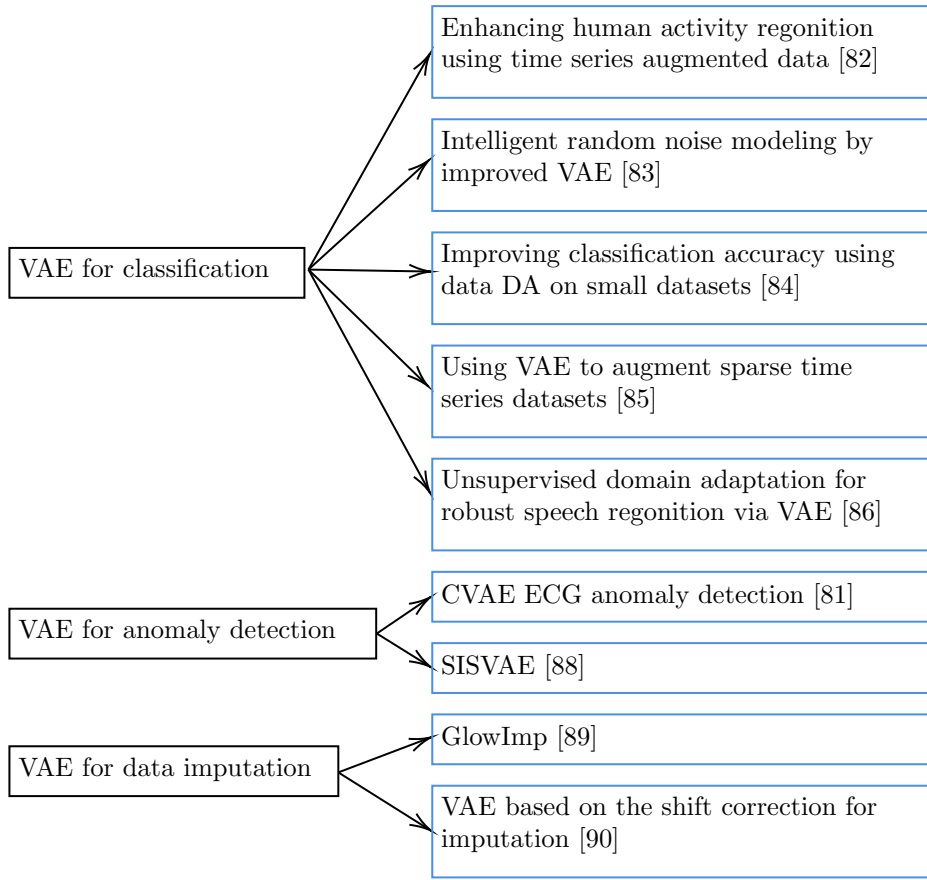 Enhancing human activity regonition
using time series augmented data [82]
Intelligent random noise modeling by
improved VAE [83]
VAE for classification
Improving classification accuracy using
data DA on small datasets [84]
Using VAE to augment sparse time
series datasets [85]
Unsupervised domain adaptation for
robust speech regonition via VAE [86]
VAE for anomaly detection
CVAE ECG anomaly detection [81]
SISVAE [88]
VAE for data imputation
GlowImp [89]
VAE based on the shift correction for
imputation [90]